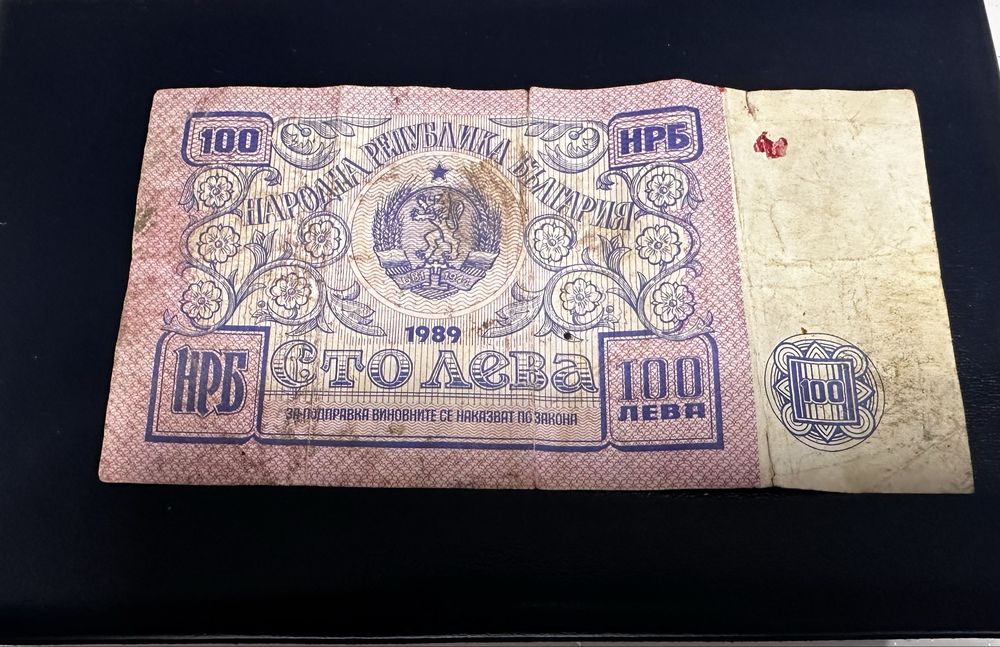 100
НРБ
НАРОДНА РЕПУБЛИКА БЪЛГАРИЯ
1989
НРБ
Сто лева
100
ЛЕВА
ЗА ПОДПРАВКА ВИНОВНИТЕ СЕ НАКАЗВАТ ПО ЗАКОНА
100